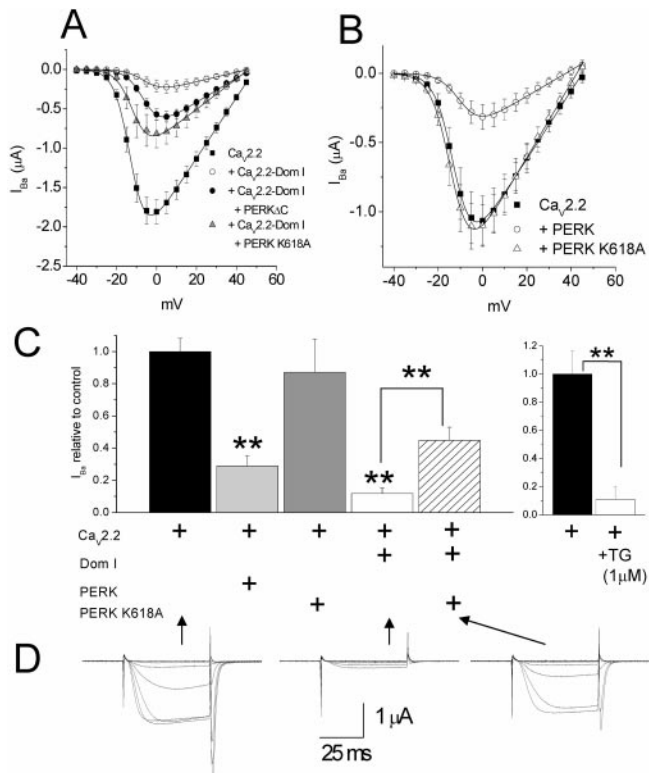 A
I_Ba (μA)
0.0
-0.5
-1.0
-1.5
-2.0
-2.5
-40 -20 0 20 40
mV
Ca_V2.2
+ Ca_V2.2-Dom I
+ Ca_V2.2-Dom I
+ PERKΔC
+ Ca_V2.2-Dom I
+ PERK K618A
B
I_Ba (μA)
0.0
-0.5
-1.0
-40 -20 0 20 40 60
mV
Ca_V2.2
+ PERK
+ PERK K618A
C
I_Ba relative to control
1.0
0.8
0.6
0.4
0.2
0.0
**
**
**
Ca_V2.2 + + + + +
Dom I + +
PERK +
PERK K618A + +
1.2
1.0
0.8
0.6
0.4
0.2
0.0
**
+ +
+TG
(1μM)
D
1 μA
25 ms